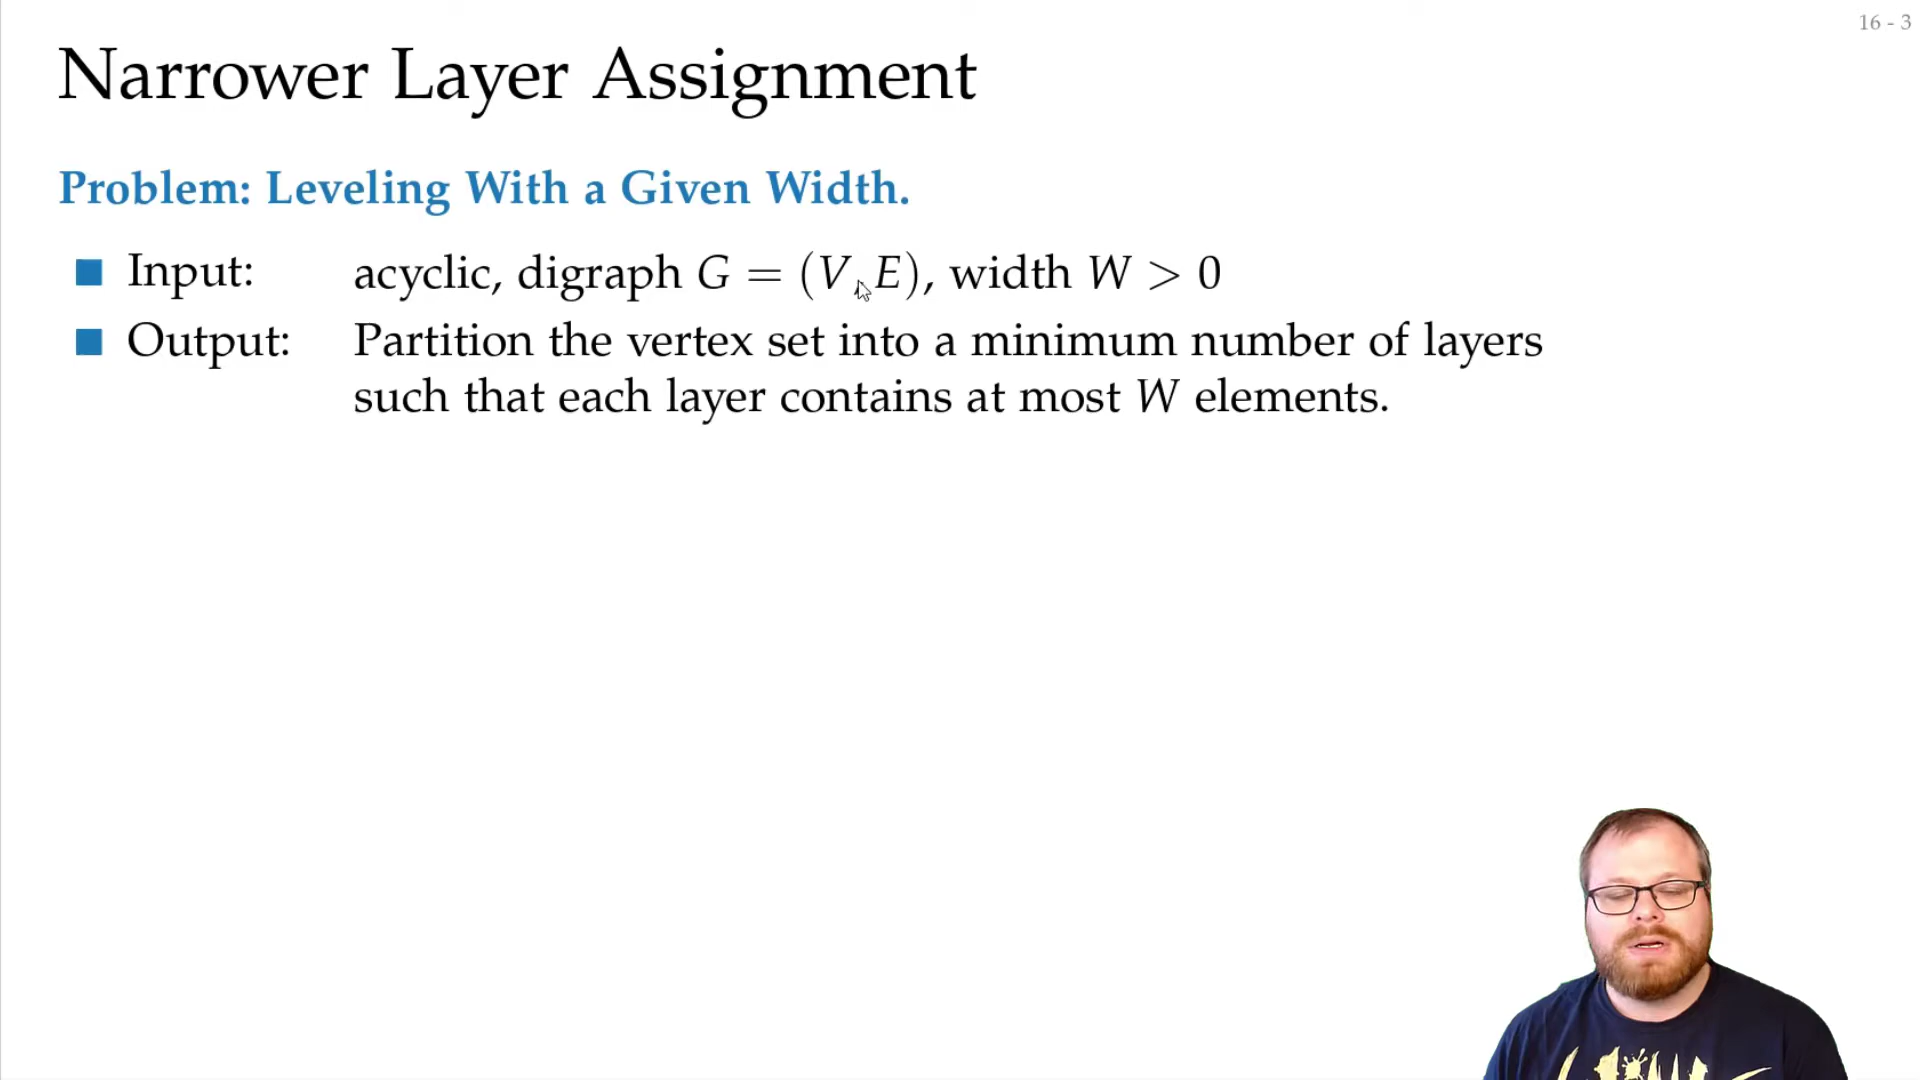 16 - 3
Narrower Layer Assignment
Problem: Leveling With a Given Width.
Input: acyclic, digraph G = (V, E), width W > 0
Output: Partition the vertex set into a minimum number of layers
such that each layer contains at most W elements.